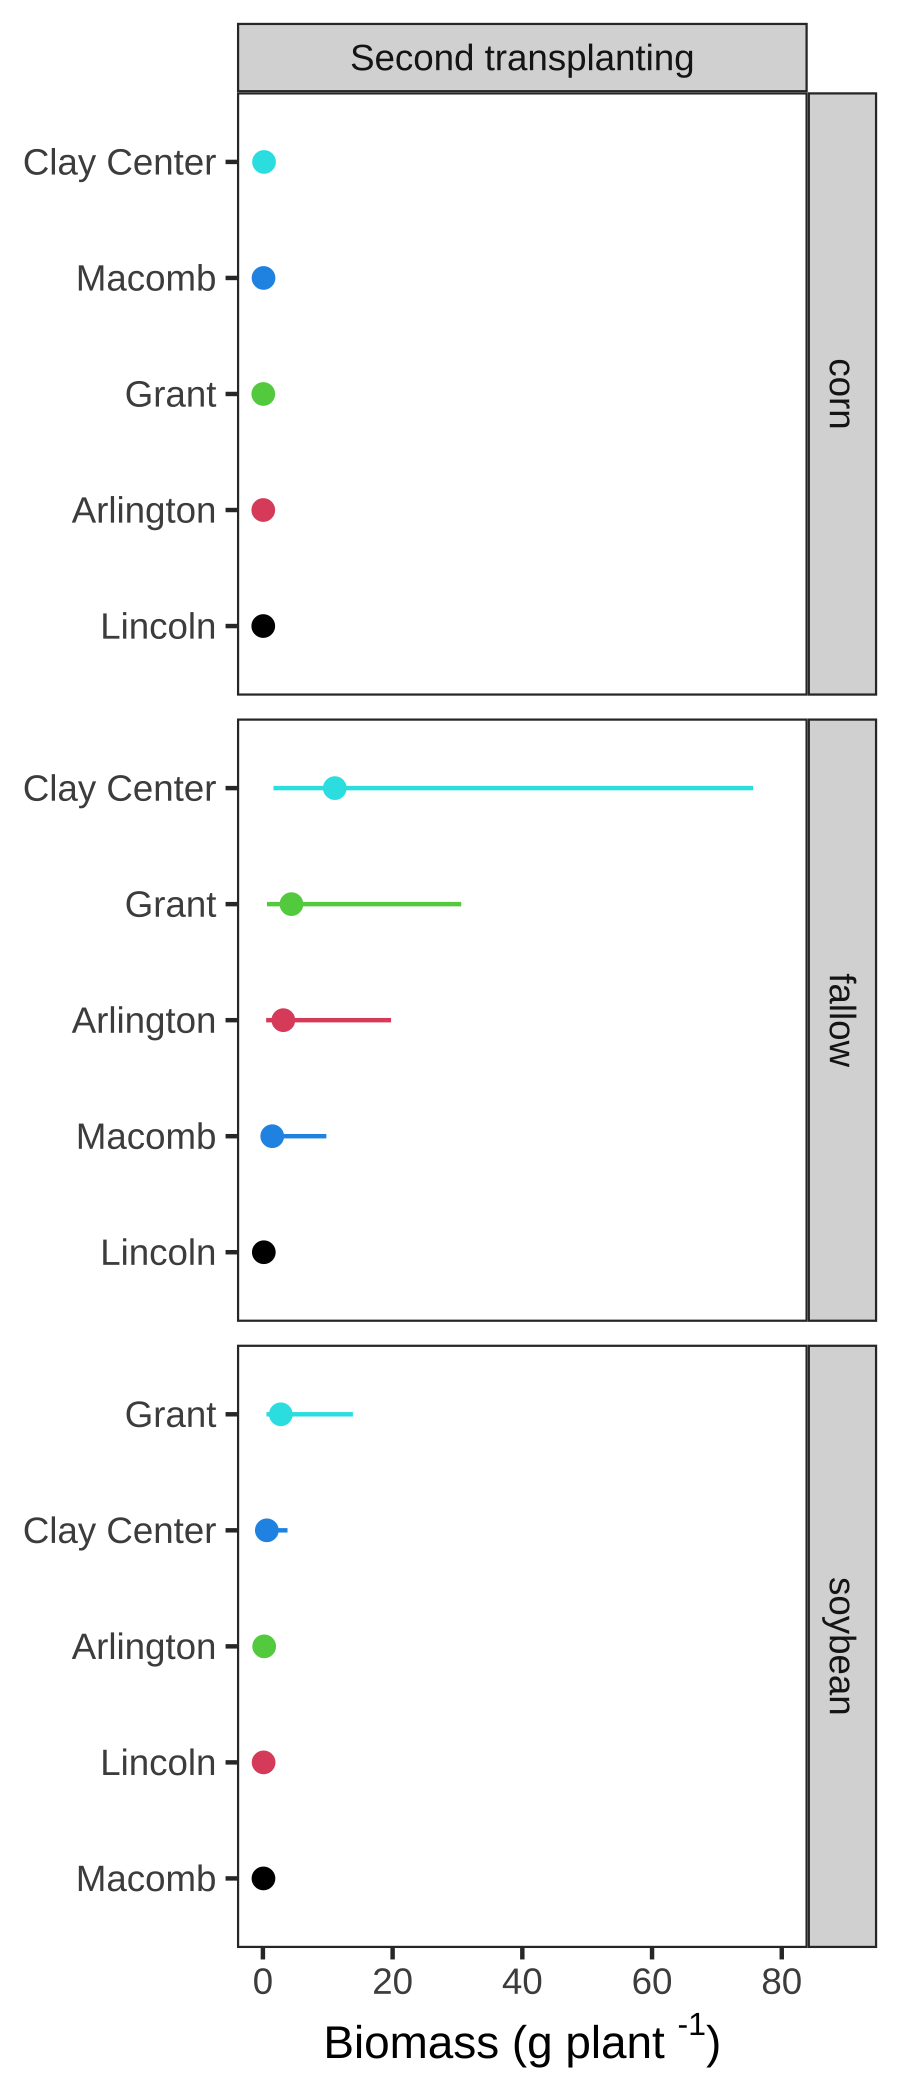 Second transplanting
Clay Center
Macomb
Grant
Arlington
Lincoln
corn
Clay Center
Grant
Arlington
Macomb
Lincoln
fallow
Grant
Clay Center
Arlington
Lincoln
Macomb
soybean
0 20 40 60 80
Biomass (g plant -1)